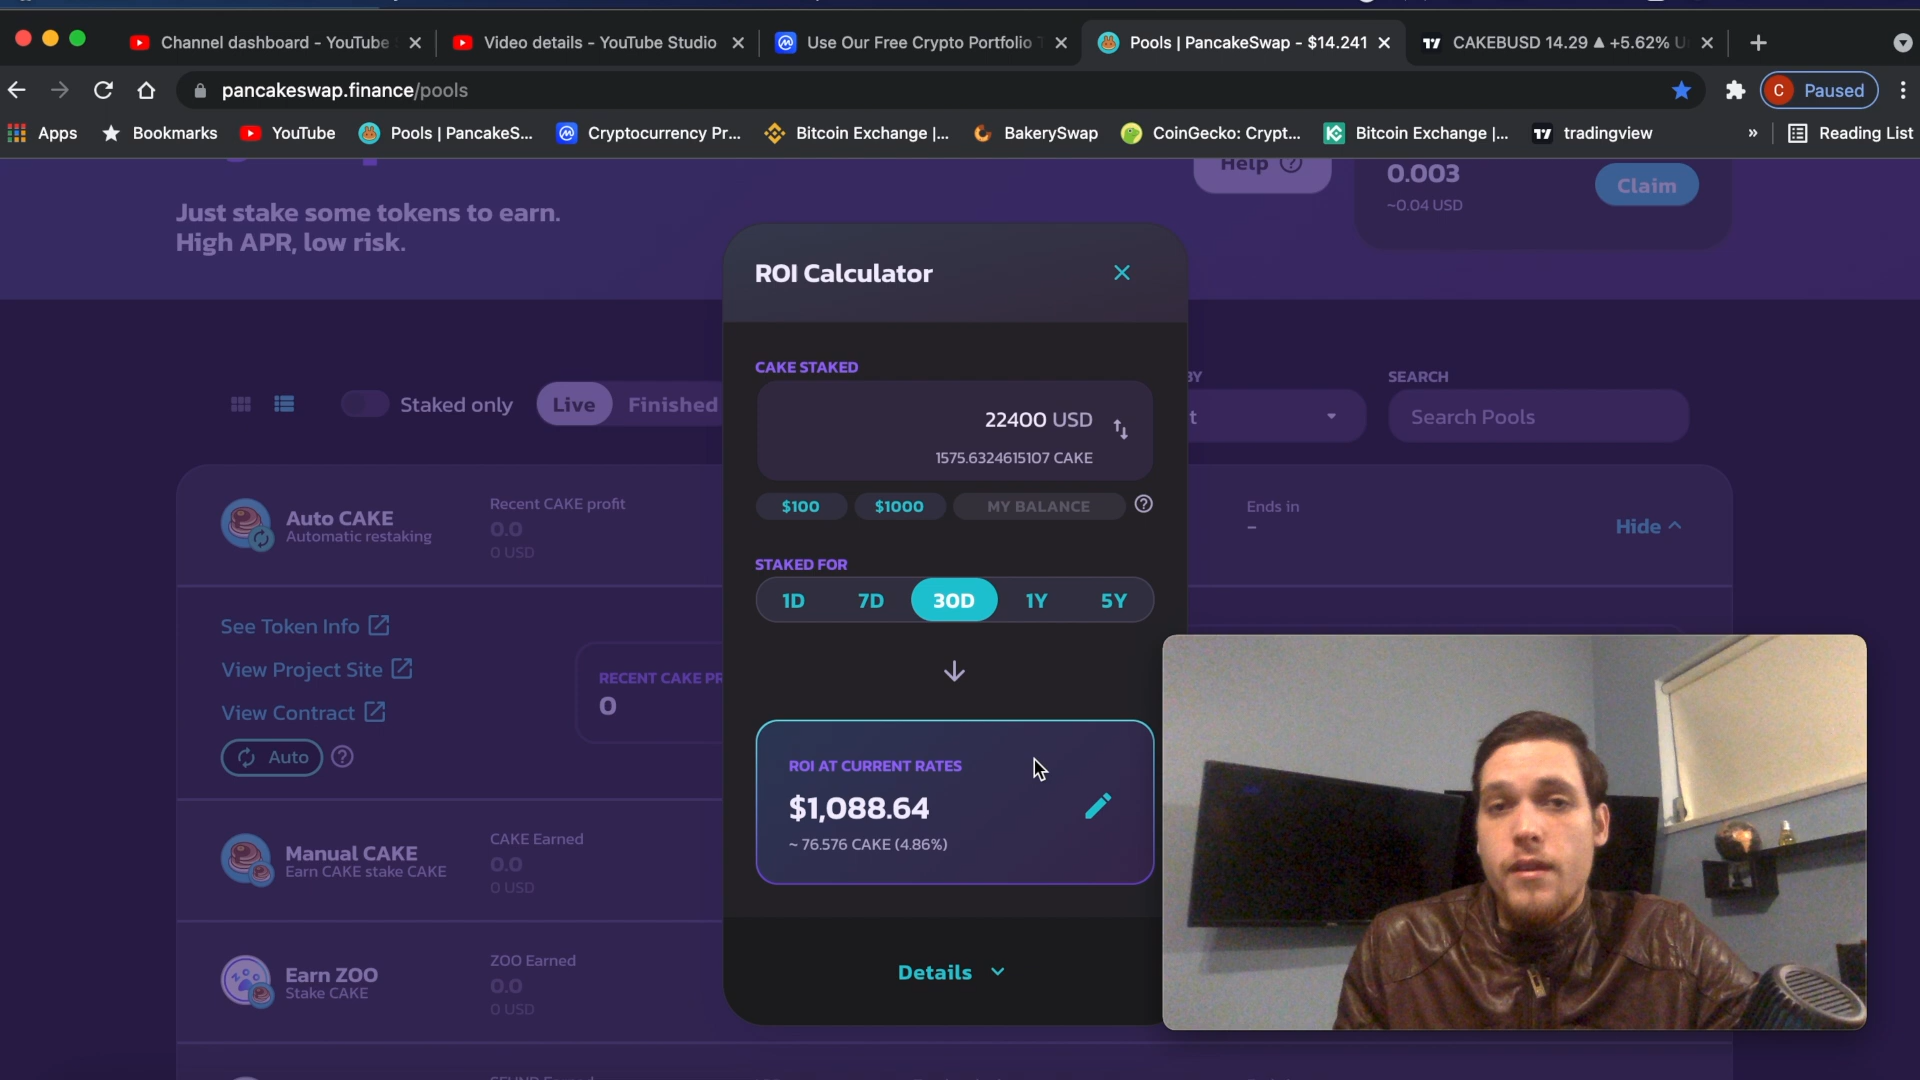 Channel dashboard - YouTube
Video details - YouTube Studio
Use Our Free Crypto Portfolio T
Pools | PancakeSwap - $14.241
CAKEBUSD 14.29 ▲ +5.62% U
pancakeswap.finance/pools
C Paused
Apps
Bookmarks
YouTube
Pools | PancakeS...
Cryptocurrency Pr...
Bitcoin Exchange |...
BakerySwap
CoinGecko: Crypt...
Bitcoin Exchange |...
tradingview
»
Reading List
Help
0.003
~0.04 USD
Claim
Just stake some tokens to earn.
High APR, low risk.
ROI Calculator
CAKE STAKED
22400 USD
1575.6324615107 CAKE
$100
$1000
MY BALANCE
STAKED FOR
1D
7D
30D
1Y
5Y
ROI AT CURRENT RATES
$1,088.64
~ 76.576 CAKE (4.86%)
Details
Staked only
Live
Finished
BY
t
SEARCH
Search Pools
Auto CAKE
Automatic restaking
Recent CAKE profit
0.0
0 USD
Ends in
-
Hide
See Token Info
View Project Site
View Contract
Auto
RECENT CAKE PR
0
Manual CAKE
Earn CAKE stake CAKE
CAKE Earned
0.0
0 USD
Earn ZOO
Stake CAKE
ZOO Earned
0.0
0 USD